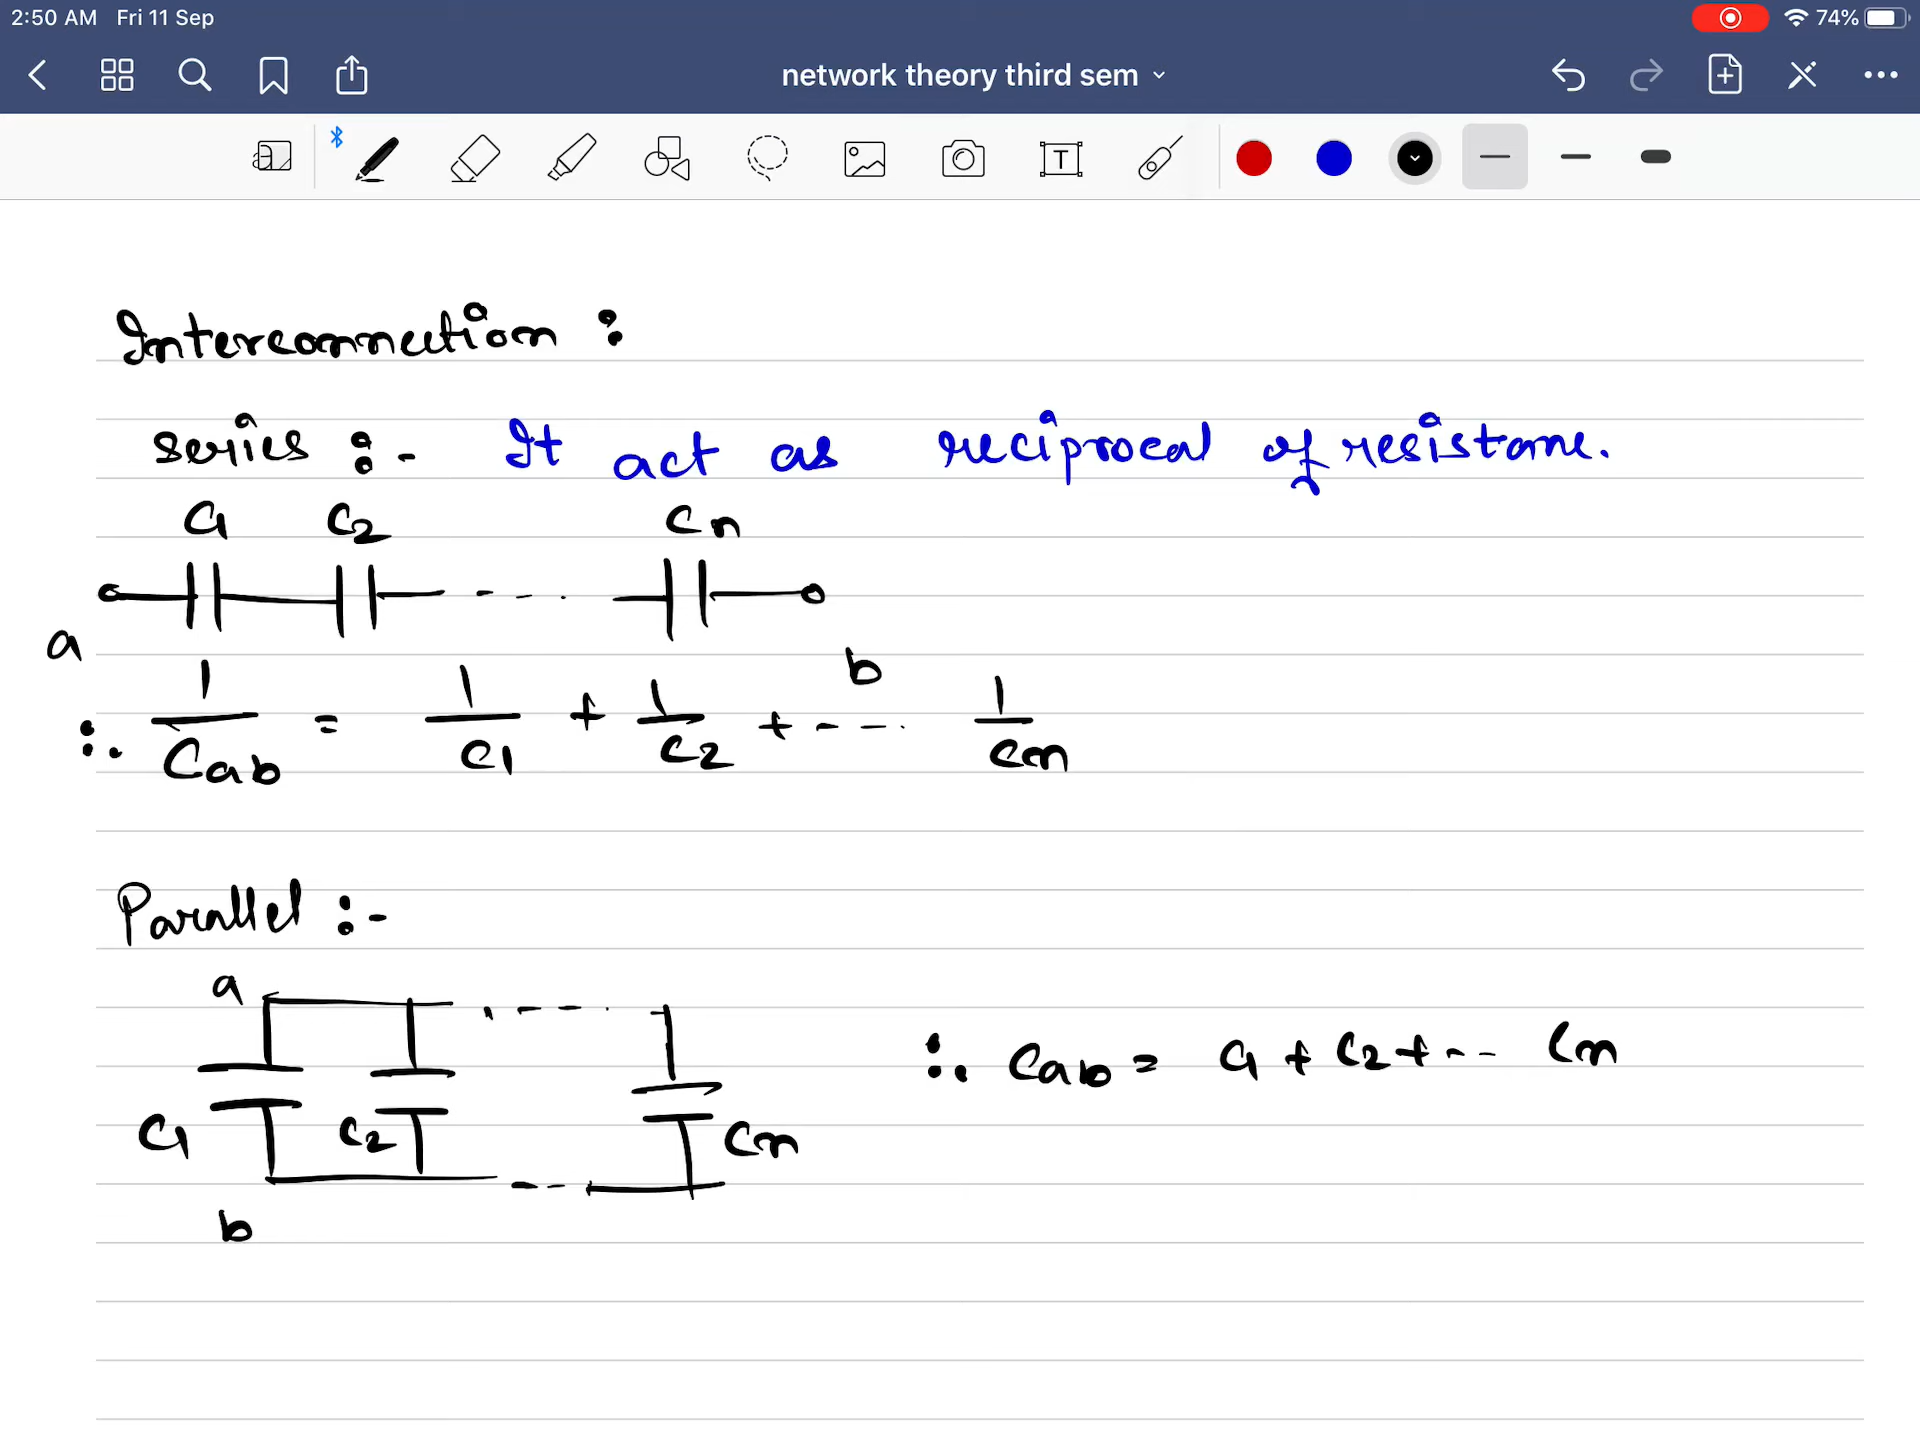 2:50 AM Fri 11 Sep 74%
network theory third sem
T
Interconnection :
series :- It act as reciprocal of resistance.
C1 C2 Cn
a b
∴ 1/Cab = 1/C1 + 1/C2 + - --- 1/Cn
Parallel :-
a
∴ Cab = C1 + C2 + -- Cn
C1 C2 Cn
b